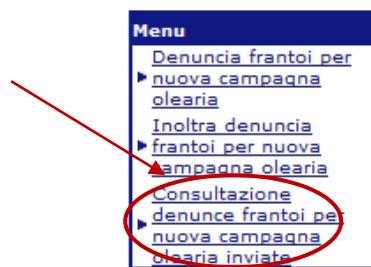 Menu
Denuncia frantoi per
nuova campagna
olearia
Inoltra denuncia
frantoi per nuova
campagna olearia
Consultazione
denunce frantoi per
nuova campagna
olearia inviate